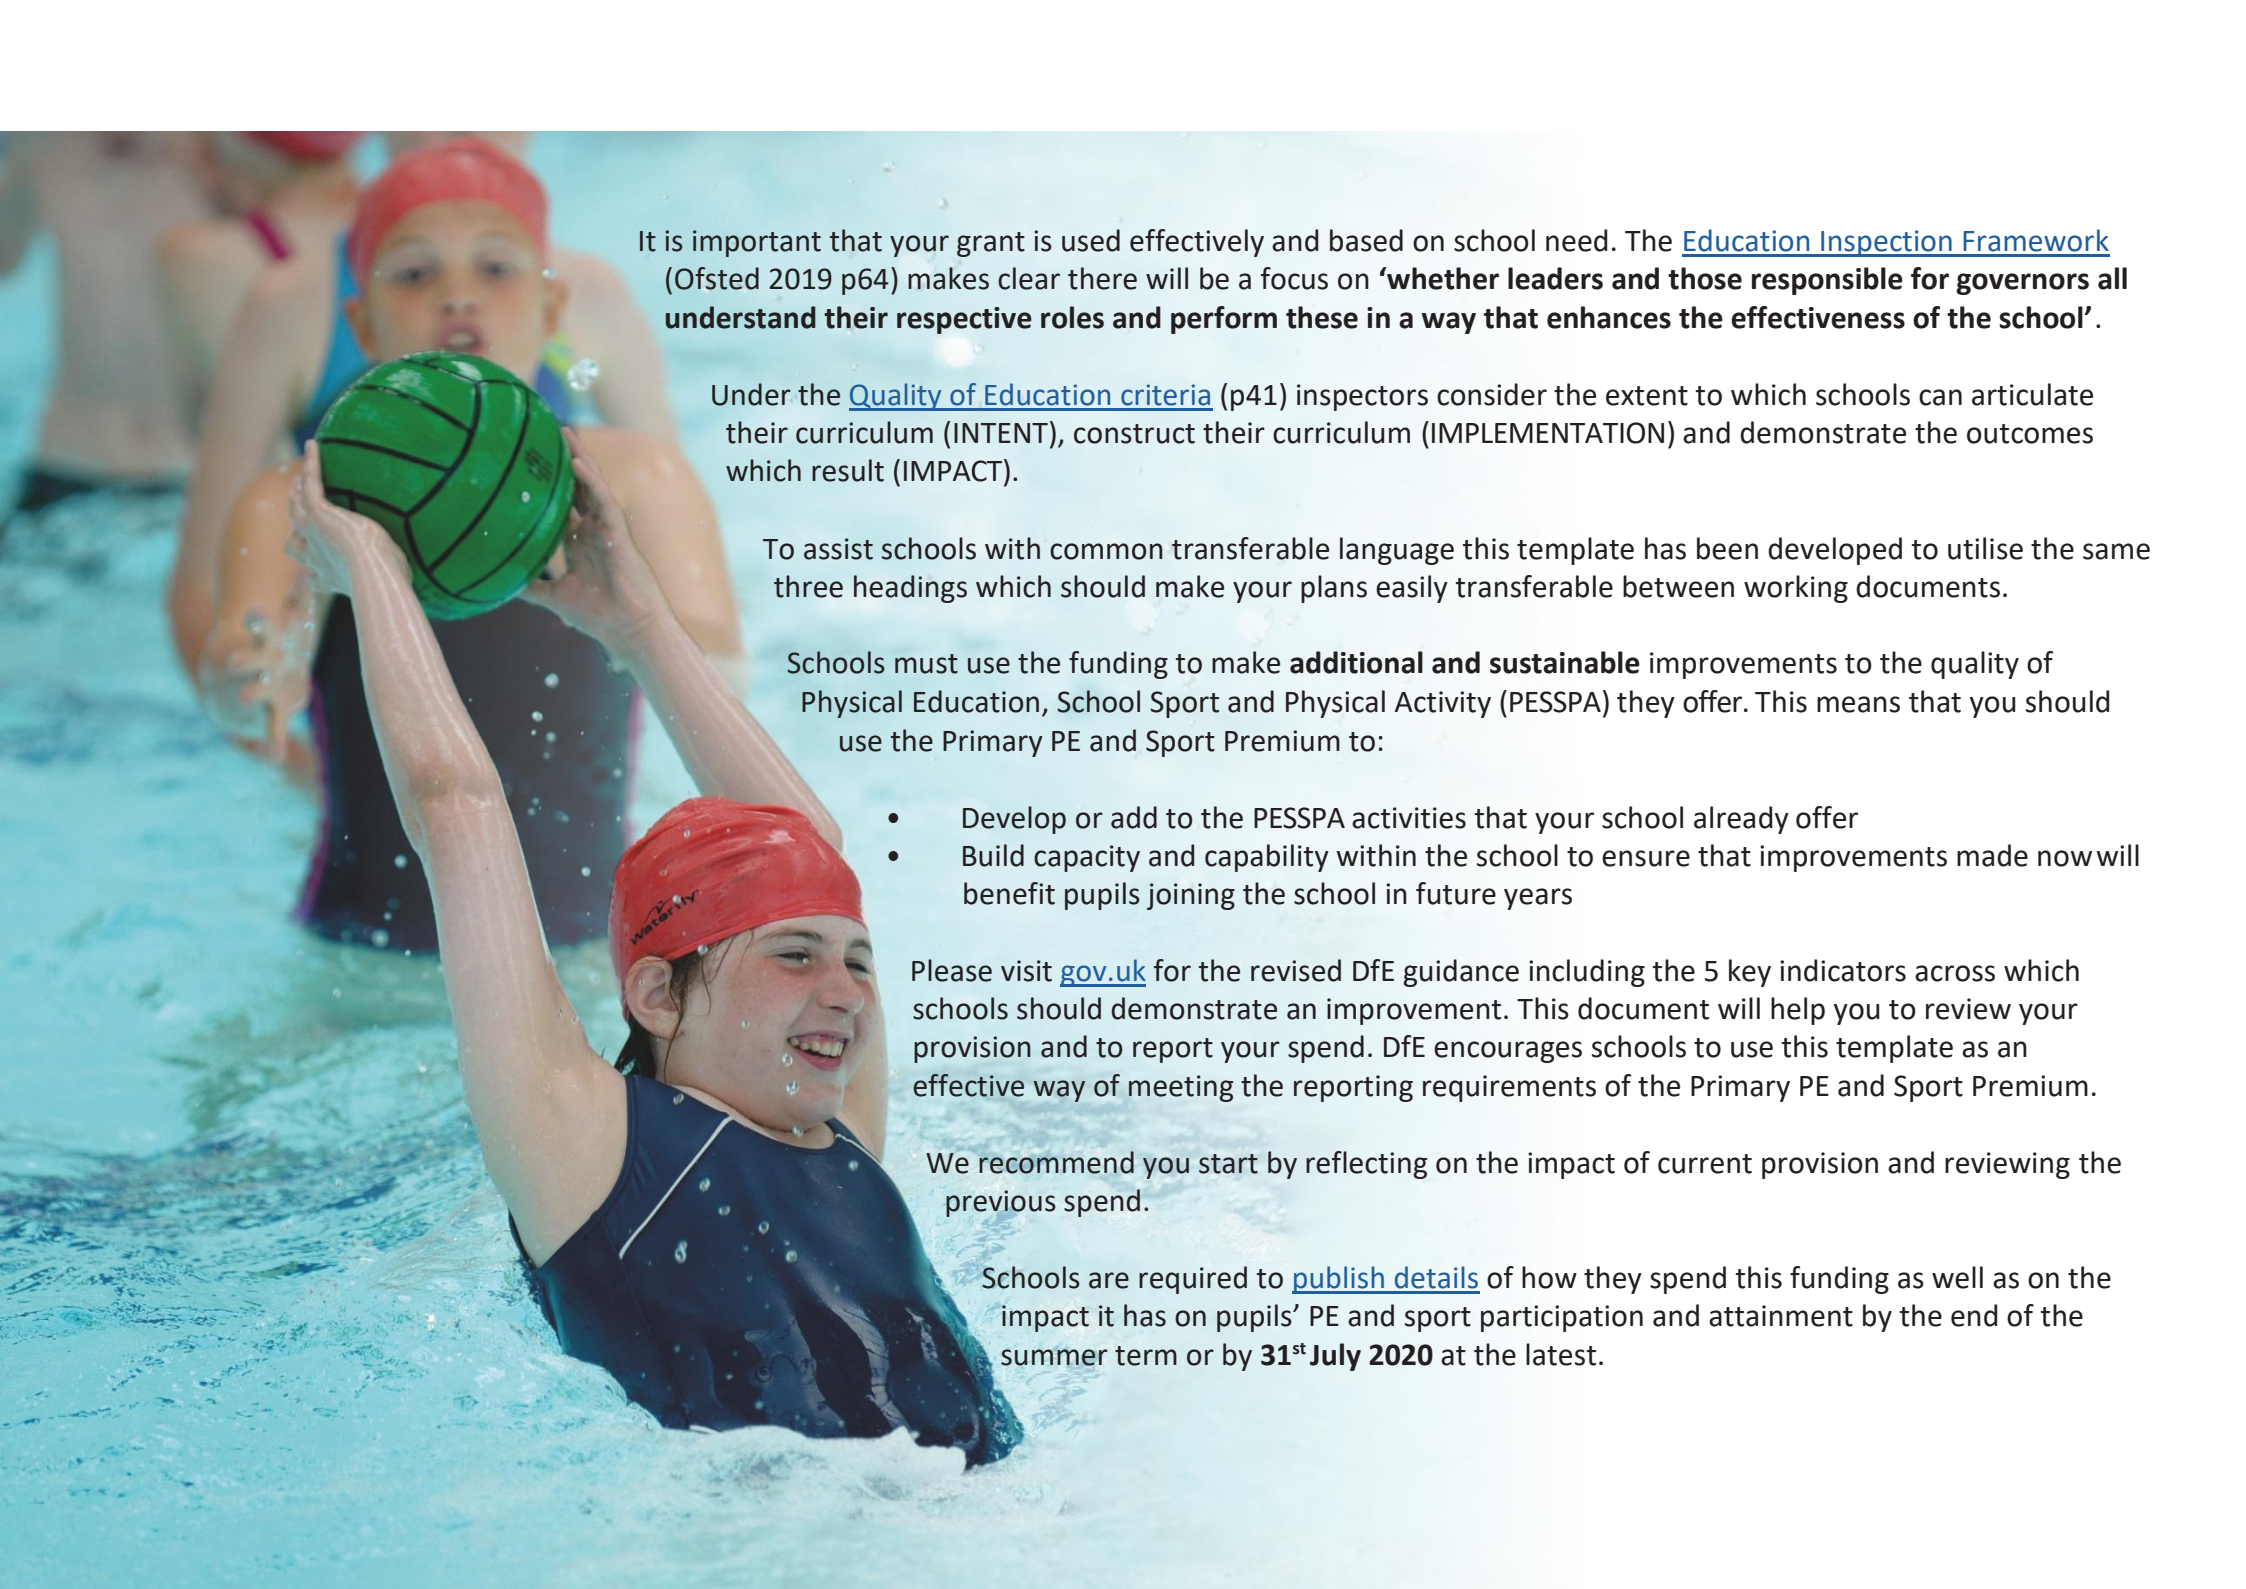 It is important that your grant is used effectively and based on school need. The Education Inspection Framework
(Ofsted 2019 p64) makes clear there will be a focus on ‘whether leaders and those responsible for governors all
understand their respective roles and perform these in a way that enhances the effectiveness of the school’.
Under the Quality of Education criteria (p41) inspectors consider the extent to which schools can articulate
their curriculum (INTENT), construct their curriculum (IMPLEMENTATION) and demonstrate the outcomes
which result (IMPACT).
To assist schools with common transferable language this template has been developed to utilise the same
three headings which should make your plans easily transferable between working documents.
Schools must use the funding to make additional and sustainable improvements to the quality of
Physical Education, School Sport and Physical Activity (PESSPA) they offer. This means that you should
use the Primary PE and Sport Premium to:
• Develop or add to the PESSPA activities that your school already offer
• Build capacity and capability within the school to ensure that improvements made now will
benefit pupils joining the school in future years
Please visit gov.uk for the revised DfE guidance including the 5 key indicators across which
schools should demonstrate an improvement. This document will help you to review your
provision and to report your spend. DfE encourages schools to use this template as an
effective way of meeting the reporting requirements of the Primary PE and Sport Premium.
We recommend you start by reflecting on the impact of current provision and reviewing the
previous spend.
Schools are required to publish details of how they spend this funding as well as on the
impact it has on pupils’ PE and sport participation and attainment by the end of the
summer term or by 31st July 2020 at the latest.
Waterfly